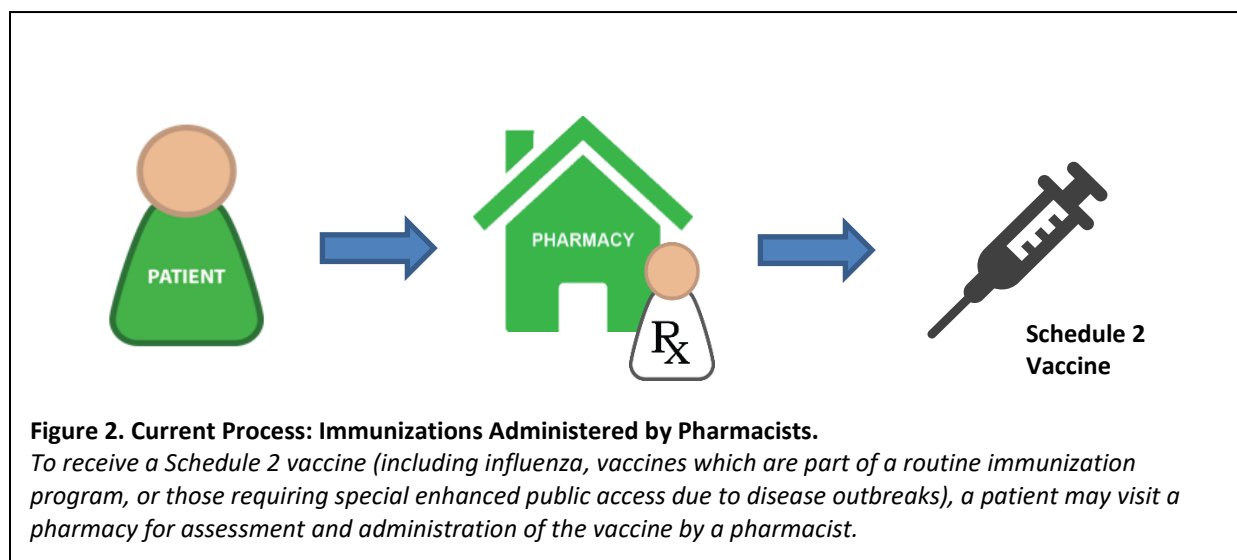 PATIENT
PHARMACY
Rx
Schedule 2
Vaccine
Figure 2. Current Process: Immunizations Administered by Pharmacists.
To receive a Schedule 2 vaccine (including influenza, vaccines which are part of a routine immunization
program, or those requiring special enhanced public access due to disease outbreaks), a patient may visit a
pharmacy for assessment and administration of the vaccine by a pharmacist.